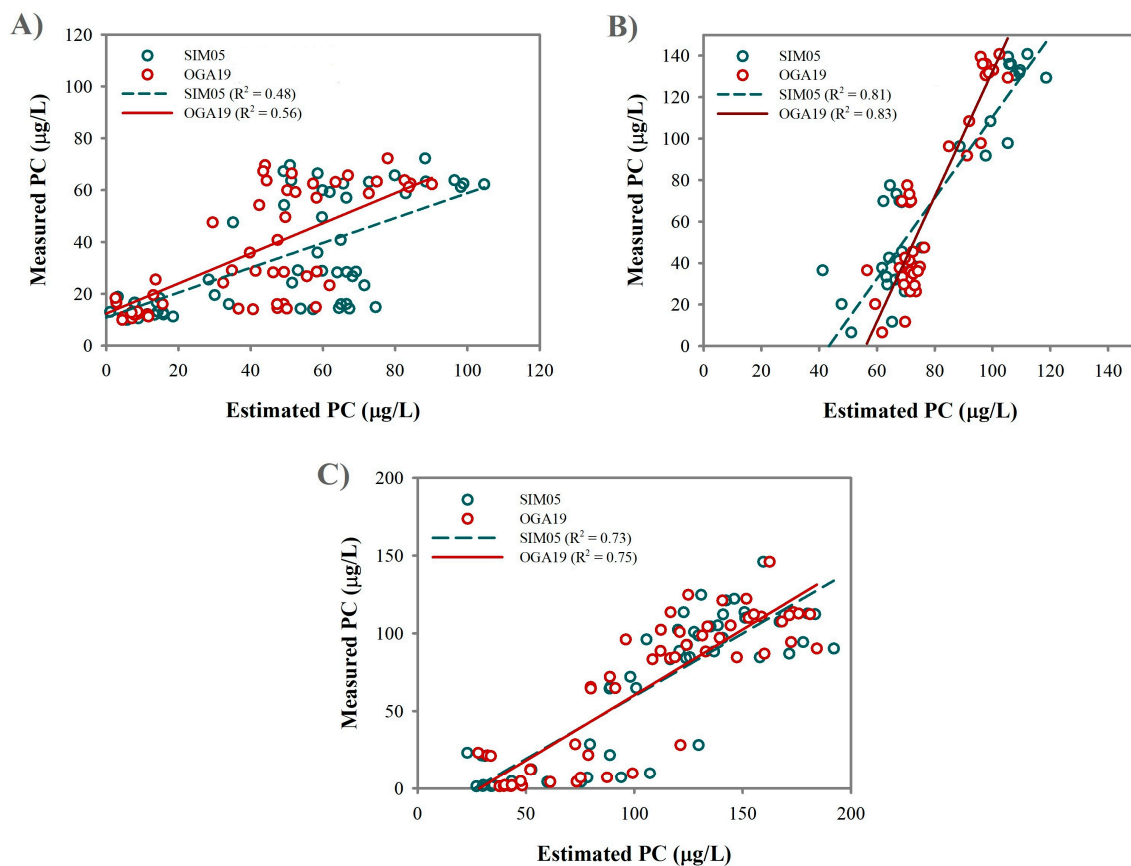 A)
120
100
80
60
40
20
0
Measured PC (µg/L)
SIM05
OGA19
SIM05 (R² = 0.48)
OGA19 (R² = 0.56)
0 20 40 60 80 100 120
Estimated PC (µg/L)
B)
140
120
100
80
60
40
20
0
Measured PC (µg/L)
SIM05
OGA19
SIM05 (R² = 0.81)
OGA19 (R² = 0.83)
0 20 40 60 80 100 120 140
Estimated PC (µg/L)
C)
200
150
100
50
0
Measured PC (µg/L)
SIM05
OGA19
SIM05 (R² = 0.73)
OGA19 (R² = 0.75)
0 50 100 150 200
Estimated PC (µg/L)